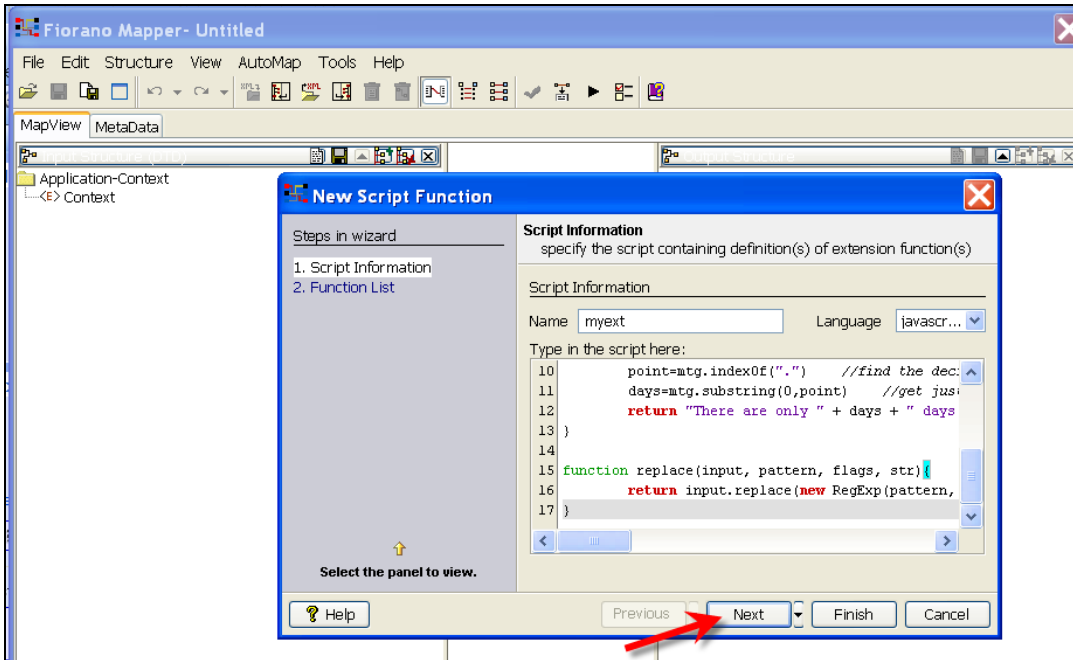 Fiorano Mapper- Untitled
File Edit Structure View AutoMap Tools Help
MapView MetaData
Input Structure (DTD)
Output Structure
Application-Context
<E> Context
New Script Function
Steps in wizard
1. Script Information
2. Function List
Select the panel to view.
Script Information
specify the script containing definition(s) of extension function(s)
Script Information
Name myext Language javascr...
Type in the script here:
10 point=mtg.indexOf(".") //find the dec
11 days=mtg.substring(0,point) //get jus
12 return "There are only " + days + " days
13 }
14
15 function replace(input, pattern, flags, str){
16 return input.replace(new RegExp(pattern,
17 }
Help Previous Next Finish Cancel